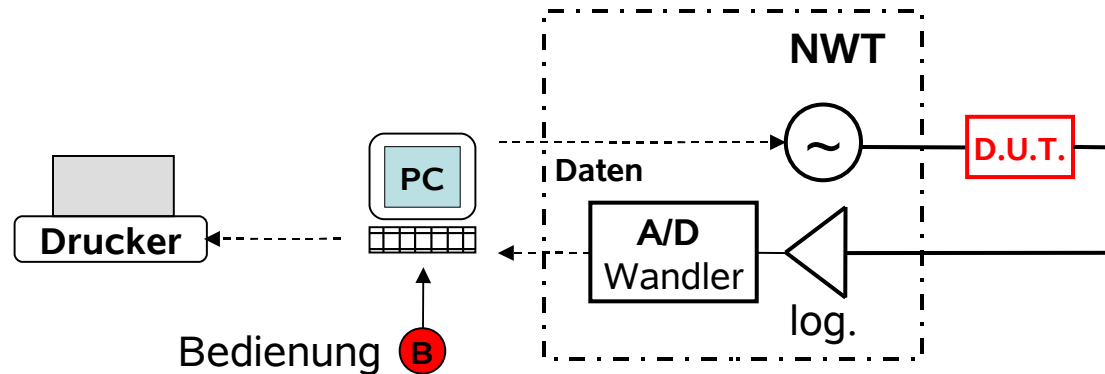 NWT
~
D.U.T.
PC
Daten
Drucker
A/D
Wandler
log.
Bedienung B